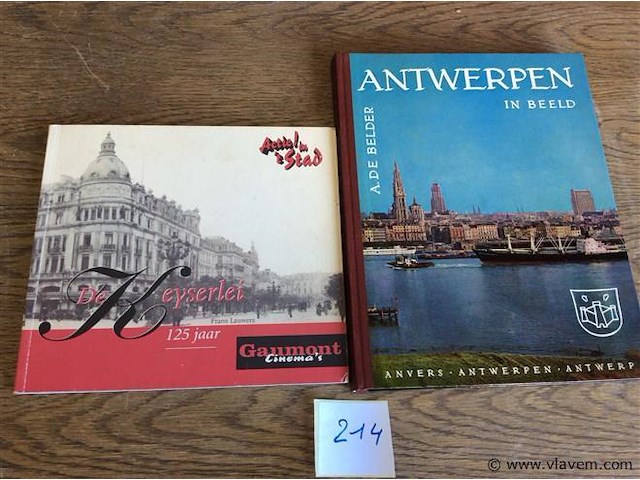 Actie! in
't Stad
De Keyserlei
Frans Lauwers
125 jaar
Gaumont
Cinema's
ANTWERPEN
IN BEELD
A. DE BELDER
ANVERS · ANTWERPEN · ANTWERP
214
© www.vlavem.com